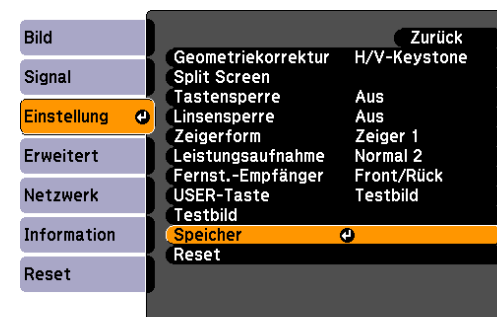 Bild
Signal
Einstellung
Erweitert
Netzwerk
Information
Reset
Zurück
Geometriekorrektur H/V-Keystone
Split Screen
Tastensperre Aus
Linsensperre Aus
Zeigerform Zeiger 1
Leistungsaufnahme Normal 2
Fernst.-Empfänger Front/Rück
USER-Taste Testbild
Testbild
Speicher
Reset